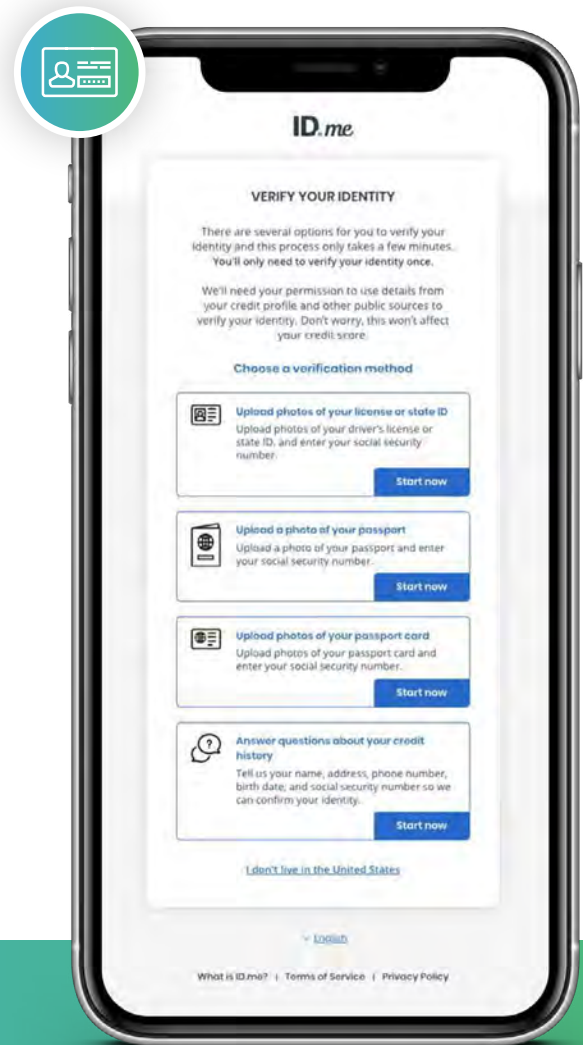 ID.me
VERIFY YOUR IDENTITY
There are several options for you to verify your
identity and this process only takes a few minutes.
You'll only need to verify your identity once.
We'll need your permission to use details from
your credit profile and other public sources to
verify your identity. Don't worry, this won't affect
your credit score.
Choose a verification method
Upload photos of your license or state ID
Upload photos of your driver's license or
state ID, and enter your social security
number.
Start now
Upload a photo of your passport
Upload a photo of your passport and enter
your social security number.
Start now
Upload photos of your passport card
Upload photos of your passport card and
enter your social security number.
Start now
Answer questions about your credit
history
Tell us your name, address, phone number,
birth date, and social security number so we
can confirm your identity.
Start now
I don't live in the United States
English
What is ID.me? | Terms of Service | Privacy Policy